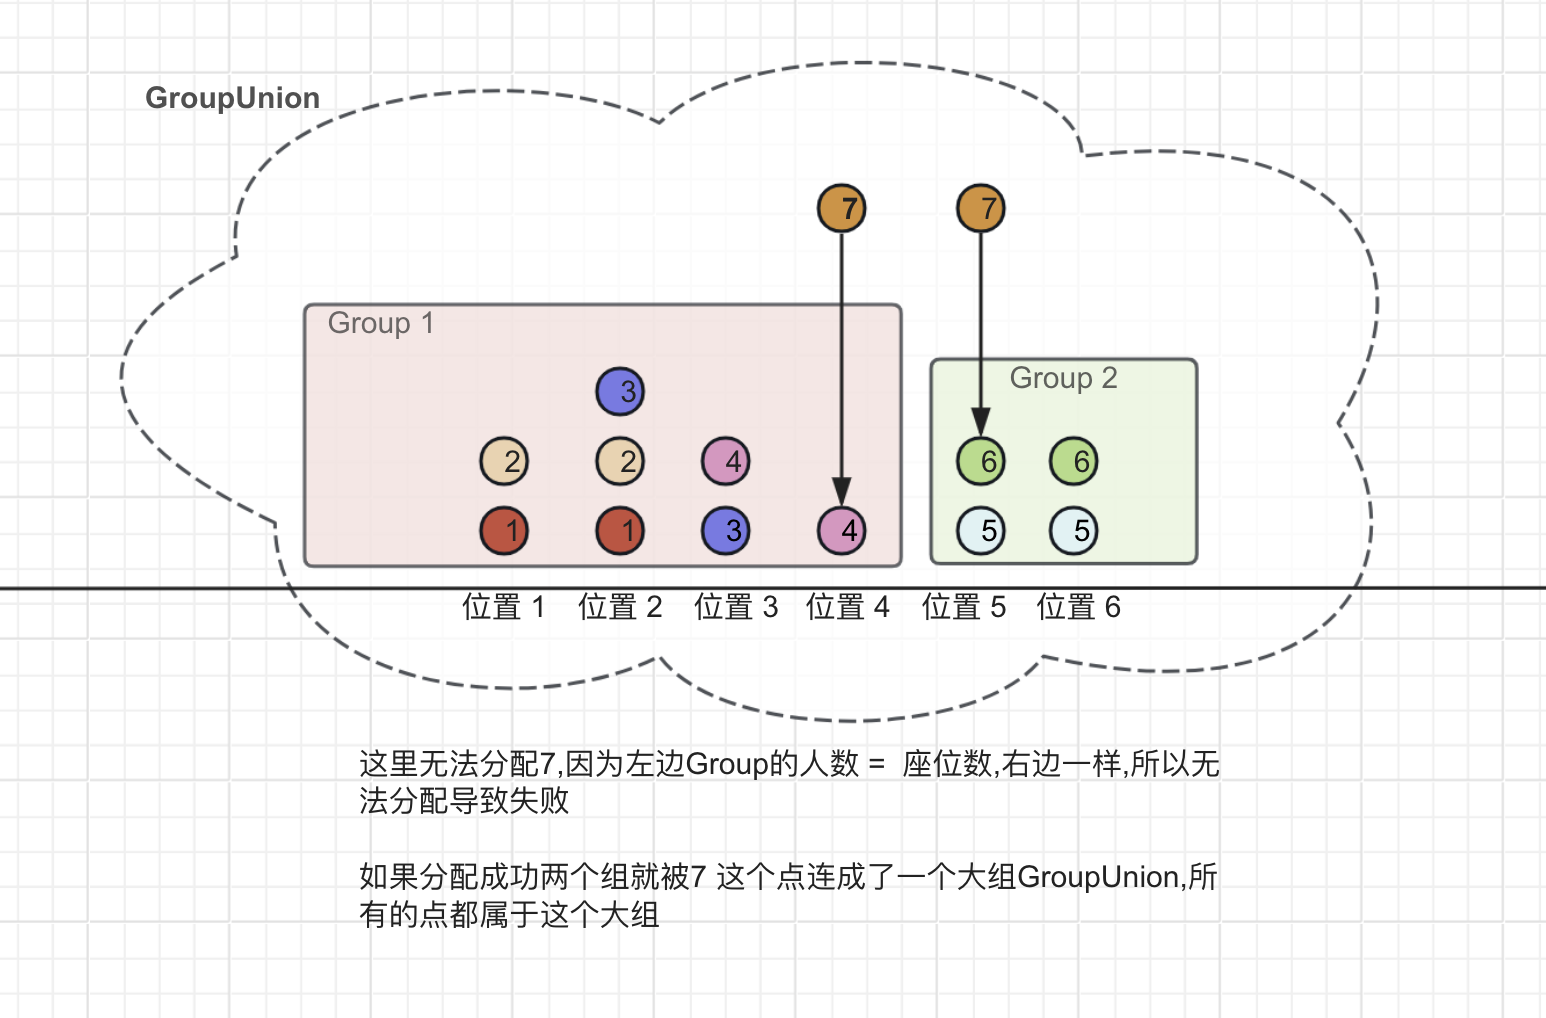 GroupUnion
7 7
Group 1
Group 2
3
2 2 4 6 6
1 1 3 4 5 5
位置 1 位置 2 位置 3 位置 4 位置 5 位置 6
这里无法分配7,因为左边Group的人数 = 座位数,右边一样,所以无
法分配导致失败
如果分配成功两个组就被7 这个点连成了一个大组GroupUnion,所
有的点都属于这个大组